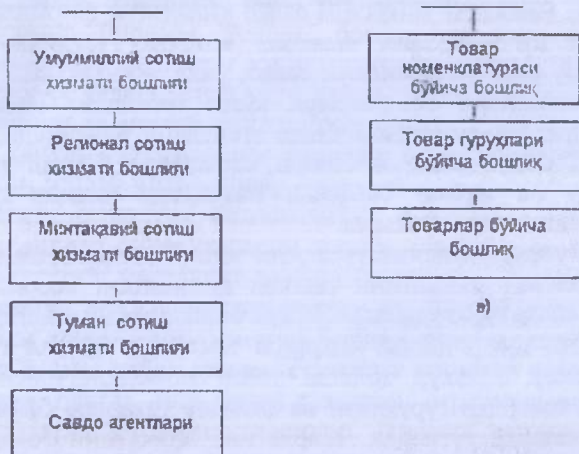 Умуммиллий сотиш
хизмати бошлиғи
Регионал сотиш
хизмати бошлиғи
Минтақавий сотиш
хизмати бошлиғи
Туман сотиш
хизмати бошлиғи
Савдо агентлари
Товар
номенклатураси
бўйича бошлиқ
Товар гуруҳлари
бўйича бошлиқ
Товарлар бўйича
бошлиқ
в)